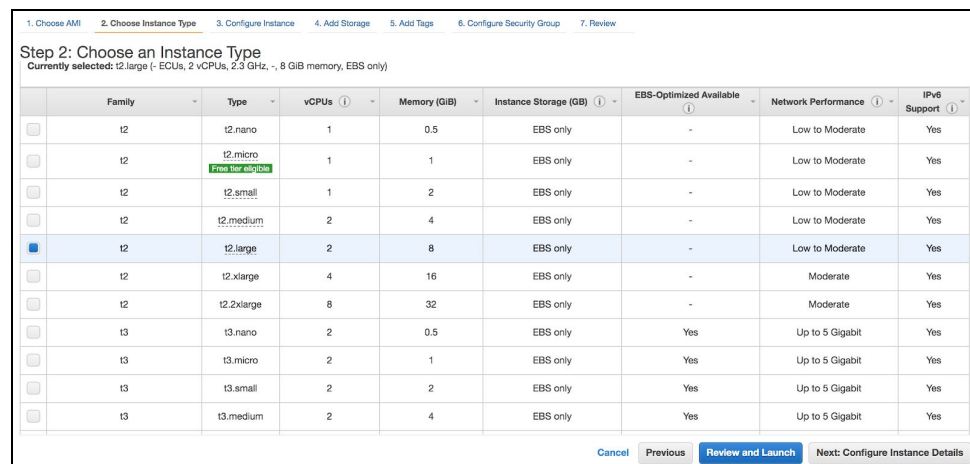 1. Choose AMI 2. Choose Instance Type 3. Configure Instance 4. Add Storage 5. Add Tags 6. Configure Security Group 7. Review
Step 2: Choose an Instance Type
Currently selected: t2.large (- ECUs, 2 vCPUs, 2.3 GHz, -, 8 GiB memory, EBS only)
Family Type vCPUs Memory (GiB) Instance Storage (GB) EBS-Optimized Available Network Performance IPv6 Support
t2 t2.nano 1 0.5 EBS only - Low to Moderate Yes
t2 t2.micro 1 1 EBS only - Low to Moderate Yes
Free tier eligible
t2 t2.small 1 2 EBS only - Low to Moderate Yes
t2 t2.medium 2 4 EBS only - Low to Moderate Yes
t2 t2.large 2 8 EBS only - Low to Moderate Yes
t2 t2.xlarge 4 16 EBS only - Moderate Yes
t2 t2.2xlarge 8 32 EBS only - Moderate Yes
t3 t3.nano 2 0.5 EBS only Yes Up to 5 Gigabit Yes
t3 t3.micro 2 1 EBS only Yes Up to 5 Gigabit Yes
t3 t3.small 2 2 EBS only Yes Up to 5 Gigabit Yes
t3 t3.medium 2 4 EBS only Yes Up to 5 Gigabit Yes
Cancel Previous Review and Launch Next: Configure Instance Details